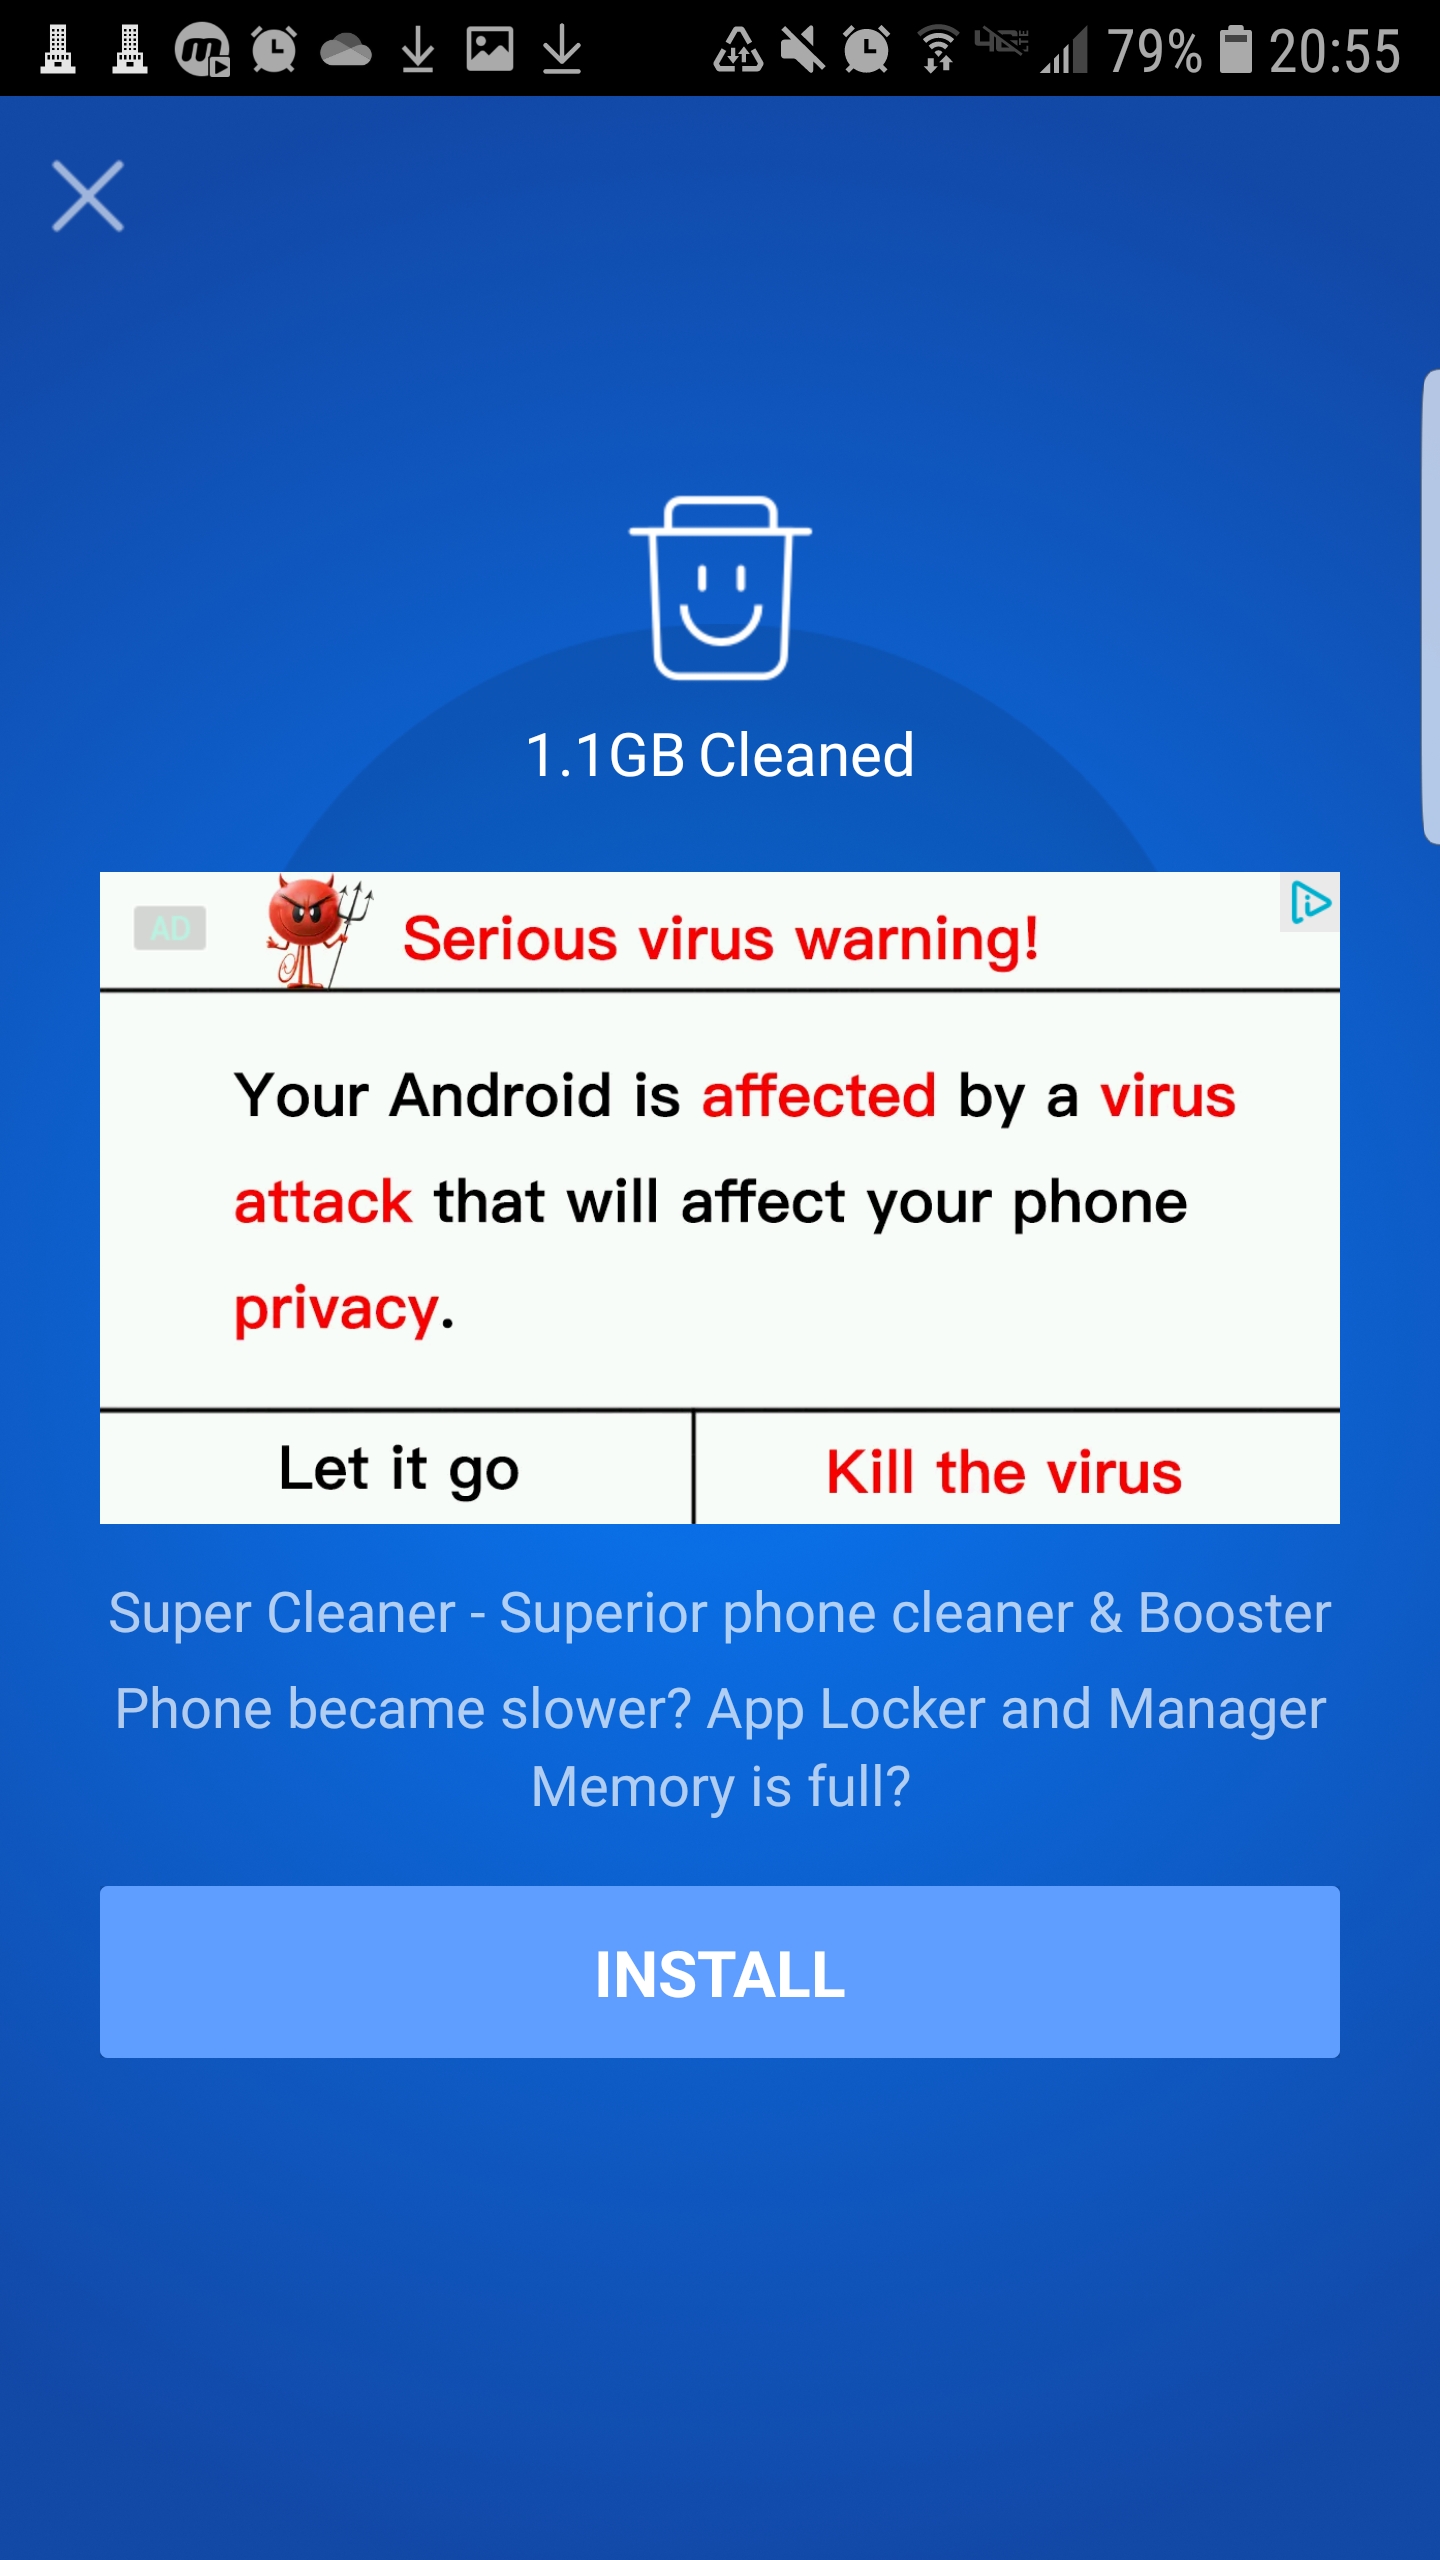 79% 20:55
1.1GB Cleaned
AD
Serious virus warning!
Your Android is affected by a virus
attack that will affect your phone
privacy.
Let it go
Kill the virus
Super Cleaner - Superior phone cleaner & Booster
Phone became slower? App Locker and Manager
Memory is full?
INSTALL